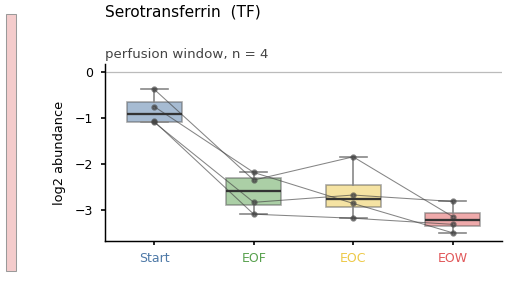 Serotransferrin (TF)
perfusion window, n = 4
log2 abundance
0
−1
−2
−3
Start EOF EOC EOW